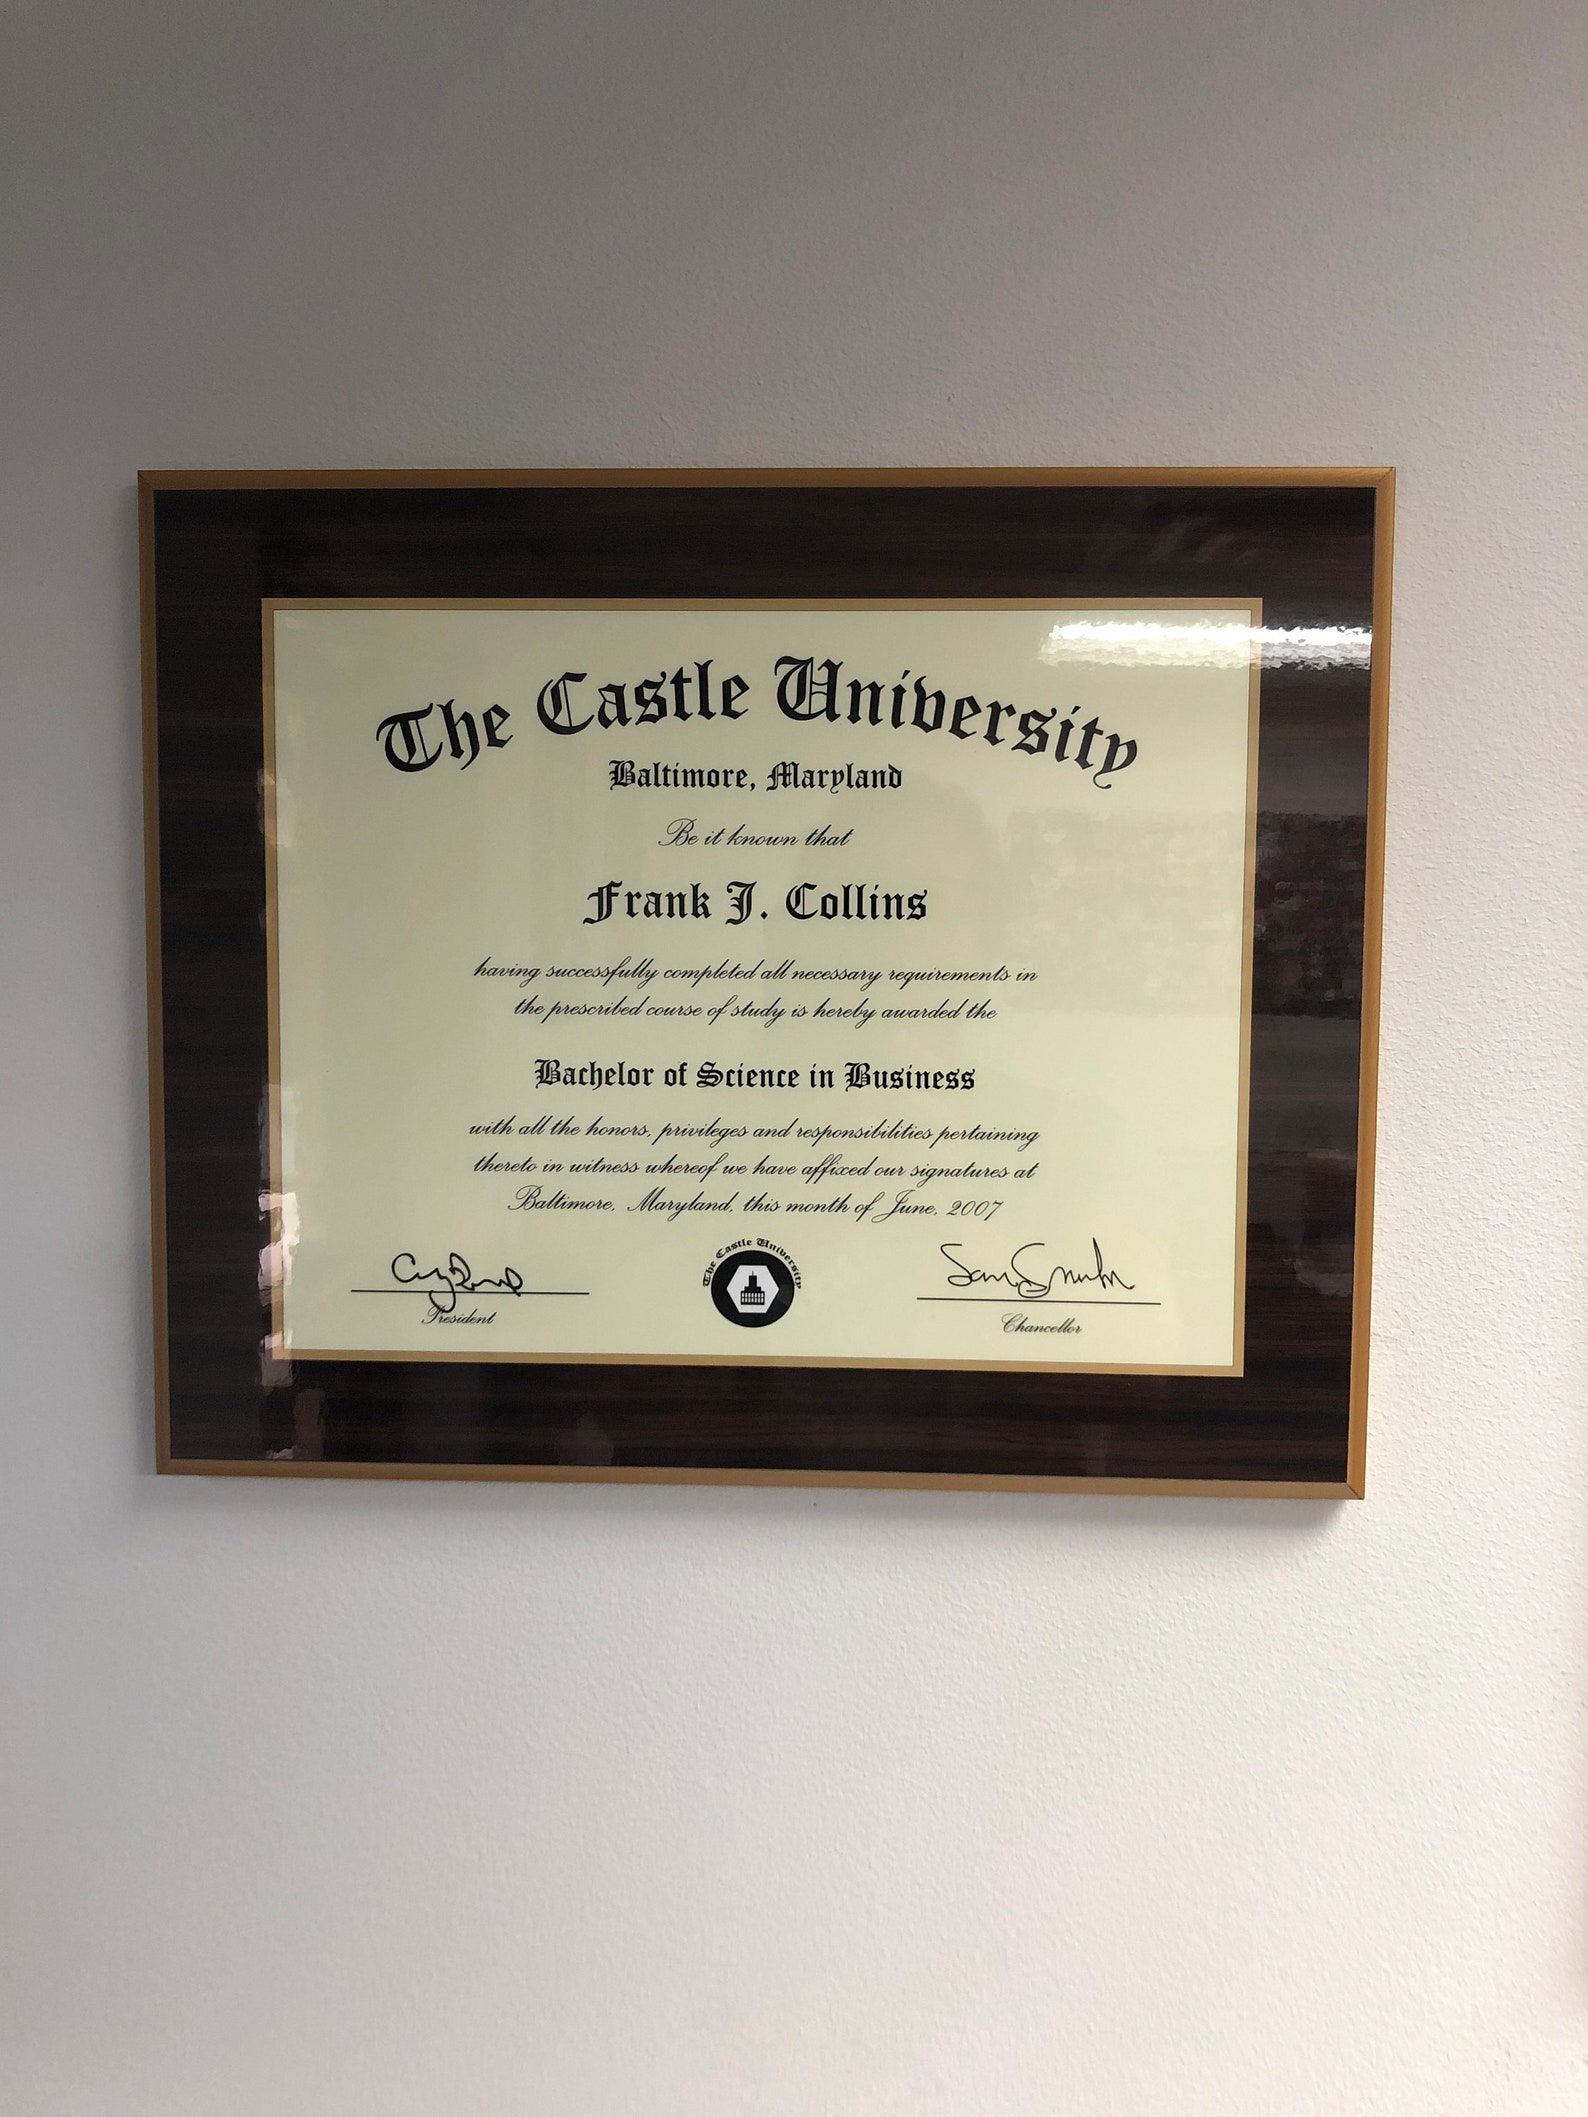 The Castle University
Baltimore, Maryland
Be it known that
Frank J. Collins
having successfully completed all necessary requirements in
the prescribed course of study is hereby awarded the
Bachelor of Science in Business
with all the honors, privileges and responsibilities pertaining
thereto in witness whereof we have affixed our signatures at
Baltimore, Maryland, this month of June, 2007
President
The Castle University
Chancellor